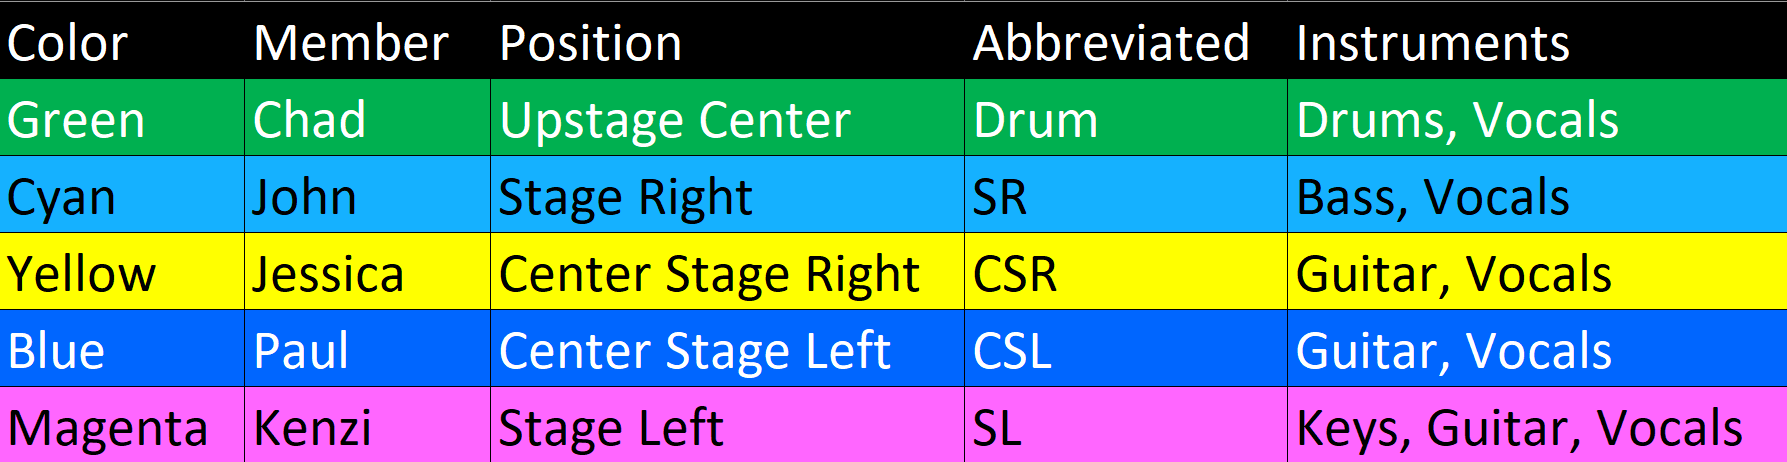 Color Member Position Abbreviated Instruments
Green Chad Upstage Center Drum Drums, Vocals
Cyan John Stage Right SR Bass, Vocals
Yellow Jessica Center Stage Right CSR Guitar, Vocals
Blue Paul Center Stage Left CSL Guitar, Vocals
Magenta Kenzi Stage Left SL Keys, Guitar, Vocals